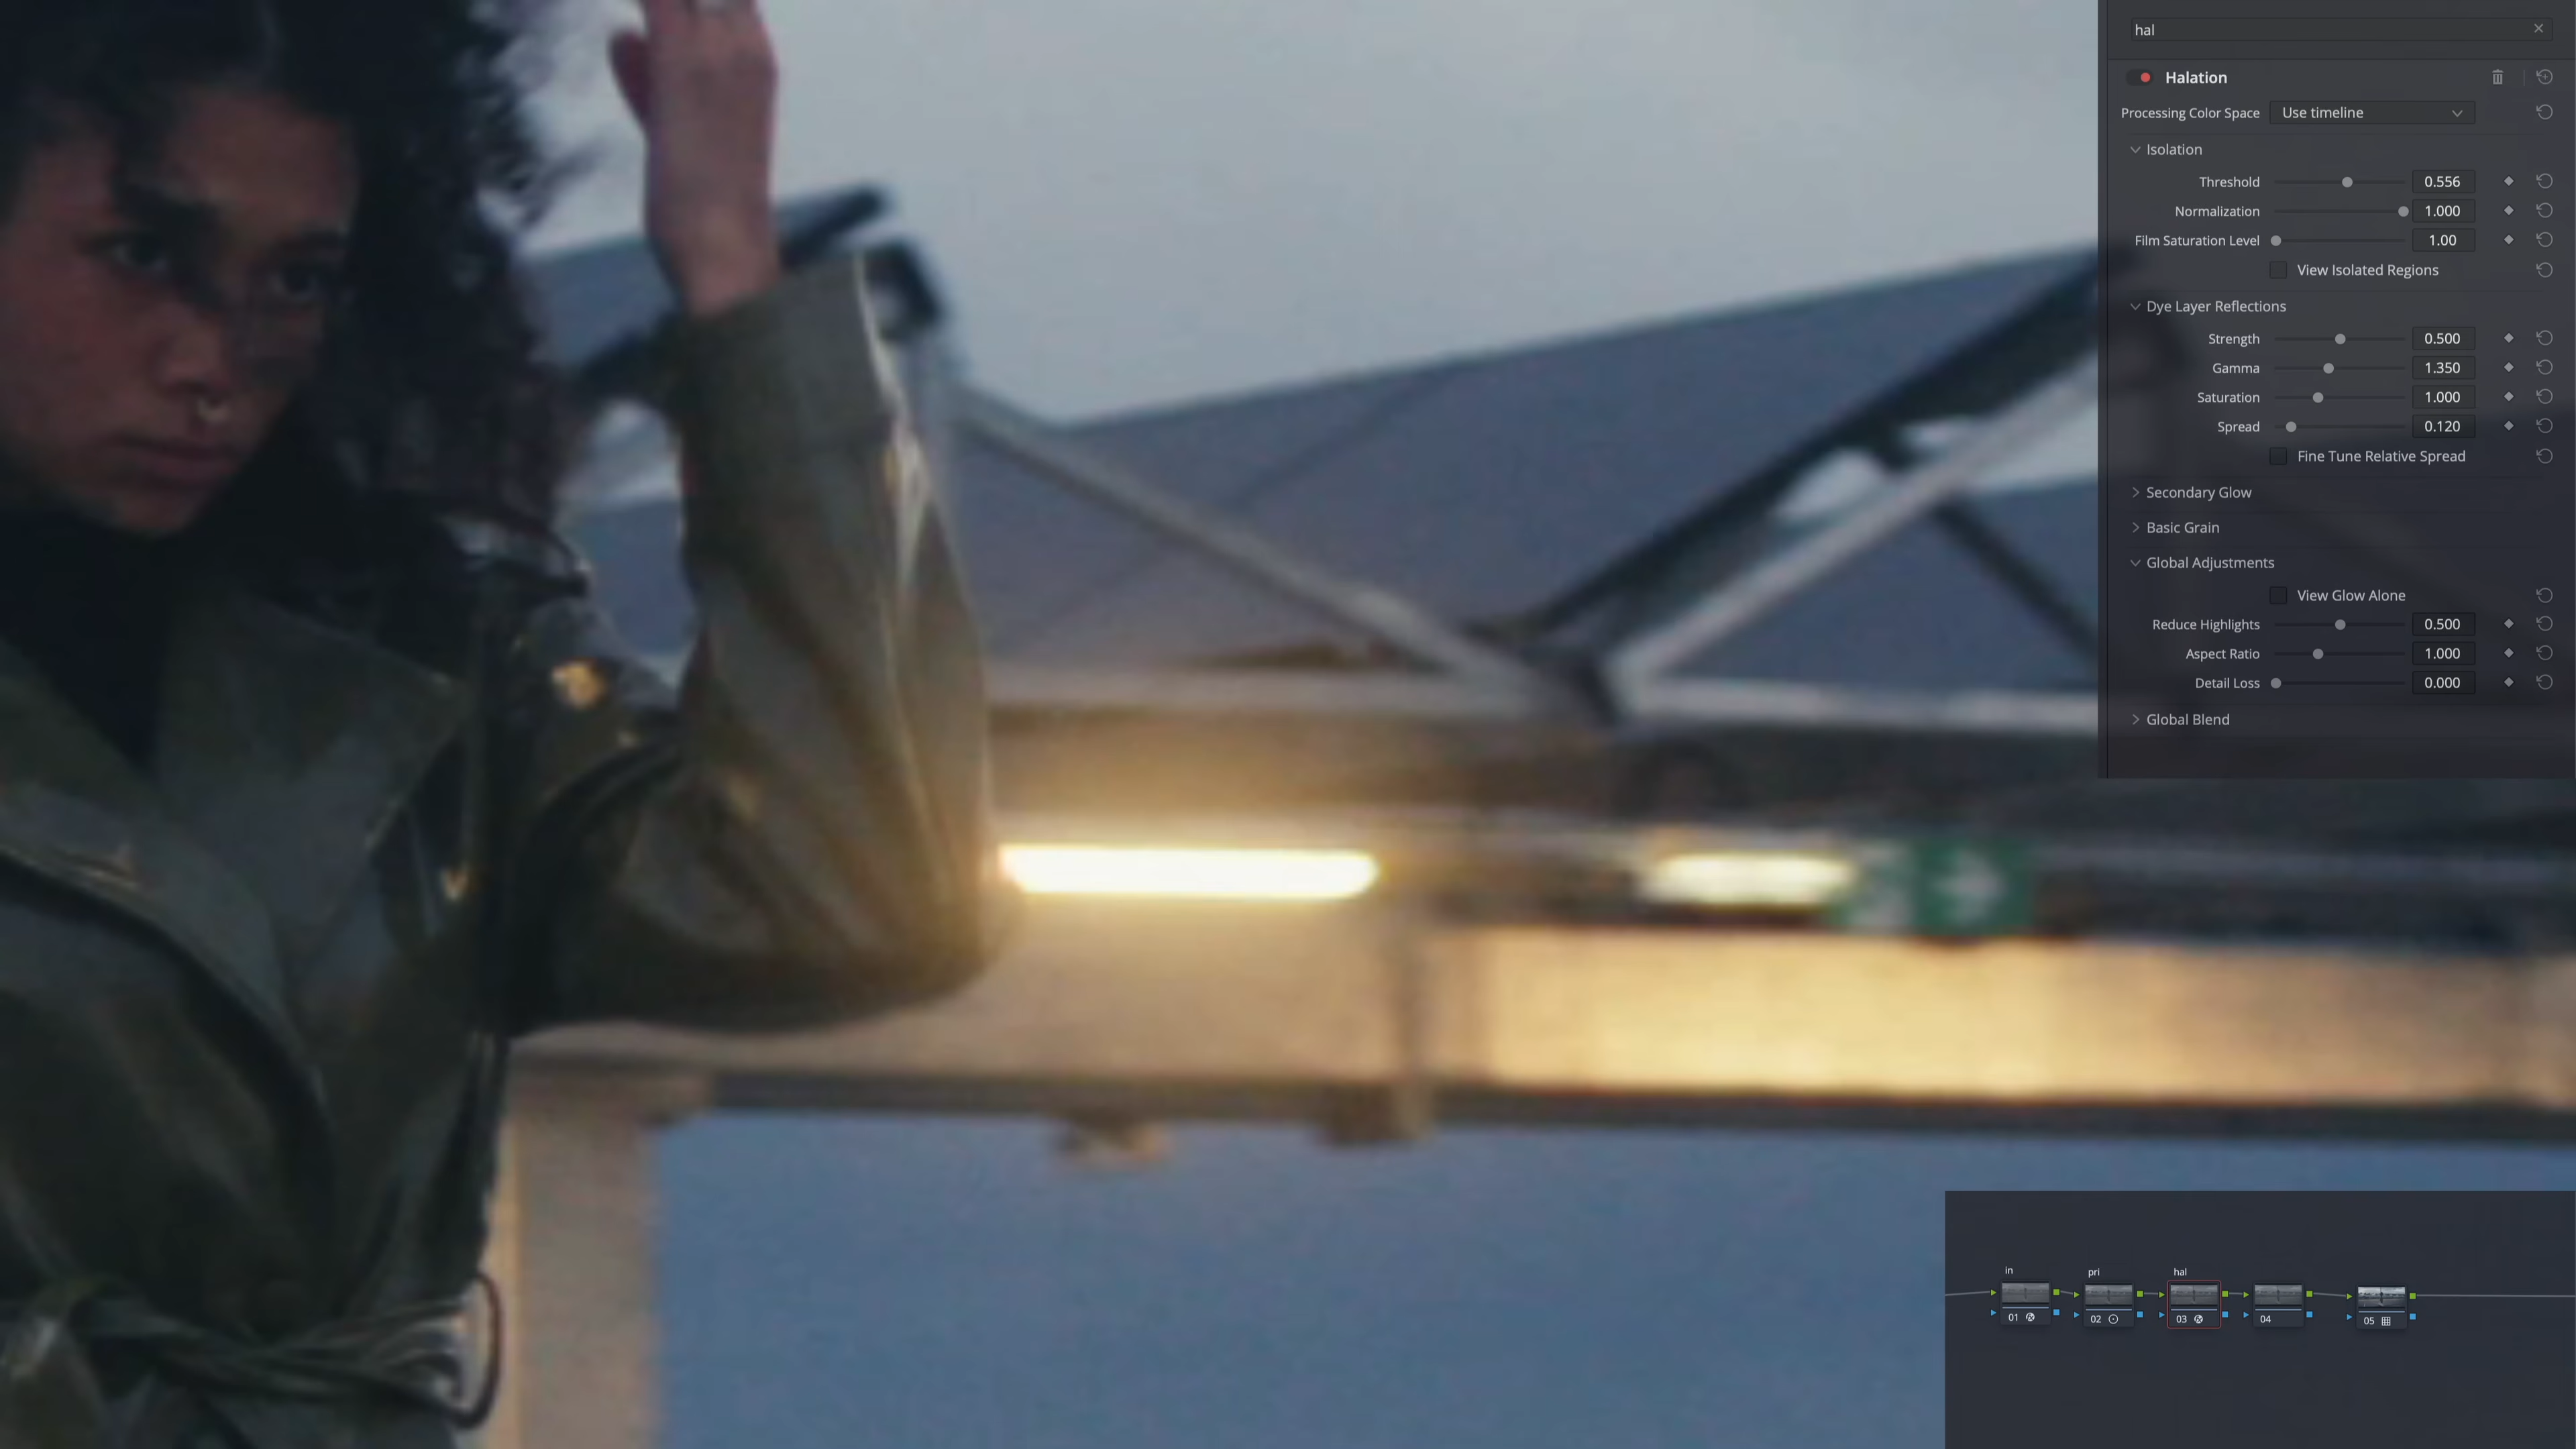 hal
Halation
Processing Color Space Use timeline
Isolation
Threshold 0.556
Normalization 1.000
Film Saturation Level 1.00
View Isolated Regions
Dye Layer Reflections
Strength 0.500
Gamma 1.350
Saturation 1.000
Spread 0.120
Fine Tune Relative Spread
Secondary Glow
Basic Grain
Global Adjustments
View Glow Alone
Reduce Highlights 0.500
Aspect Ratio 1.000
Detail Loss 0.000
Global Blend
in pri hal
01 02 03 04 05